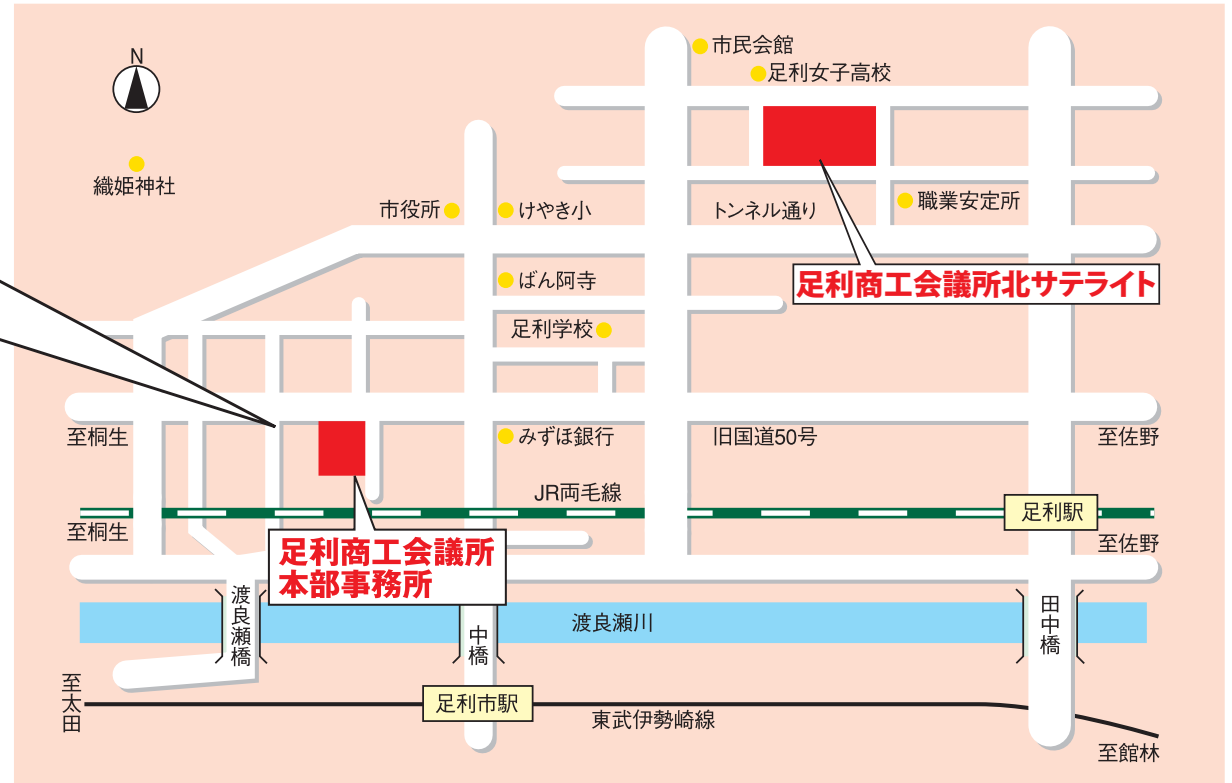 N
市民会館
足利女子高校
織姫神社
市役所
けやき小
トンネル通り
職業安定所
ばん阿寺
足利商工会議所北サテライト
足利学校
至桐生
みずほ銀行
旧国道50号
至佐野
JR両毛線
足利駅
至桐生
至佐野
足利商工会議所
本部事務所
渡良瀬橋
中橋
渡良瀬川
田中橋
至太田
足利市駅
東武伊勢崎線
至館林